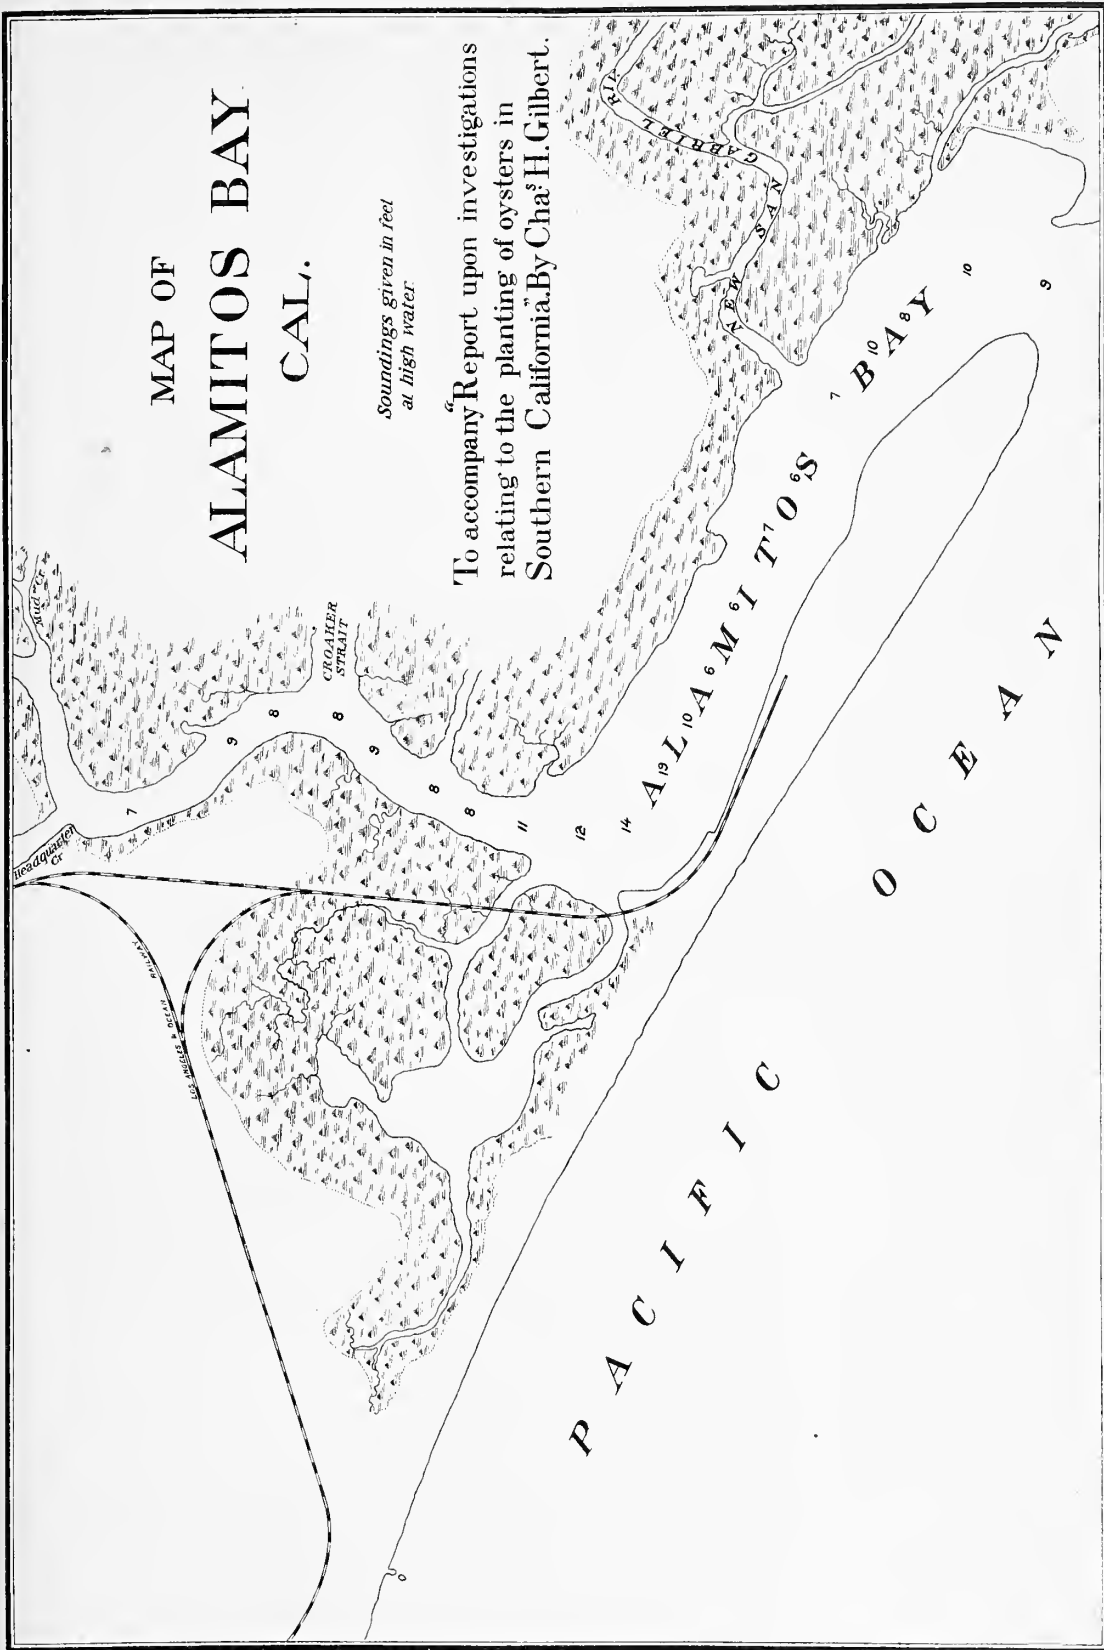 MAP OF
ALAMITOS BAY
CAL.
Soundings given in feet
at high water
To accompany "Report upon investigations
relating to the planting of oysters in
Southern California". By Chaˢ H. Gilbert.
Mud Cr.
Headquarter
Cr
CROAKER
STRAIT
LOS ANGELES & OCEAN RAILWAY
NEW SAN GABRIEL RIV
ALAMITOS BAY
PACIFIC OCEAN
7
9
8
8
9
8
8
11
12
14
19
10
6
6
7
6
7
10
8
10
9